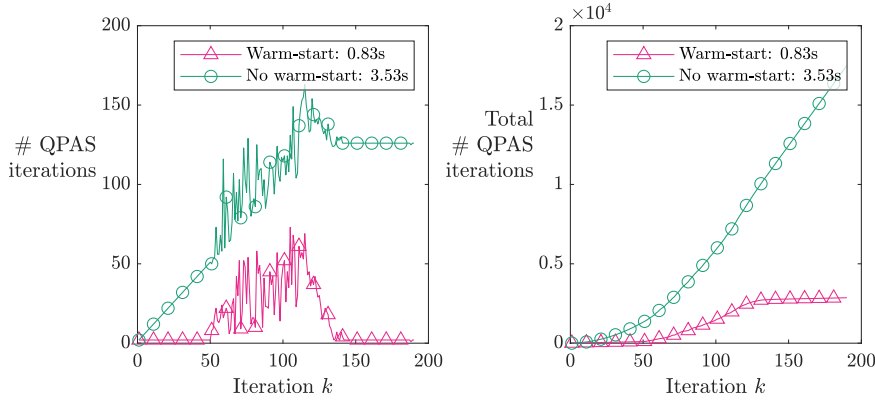 200
150
100
50
0
# QPAS
iterations
Warm-start: 0.83s
No warm-start: 3.53s
0
50
100
150
200
Iteration k
×10⁴
2
1.5
1
0.5
0
Total
# QPAS
iterations
Warm-start: 0.83s
No warm-start: 3.53s
0
50
100
150
200
Iteration k